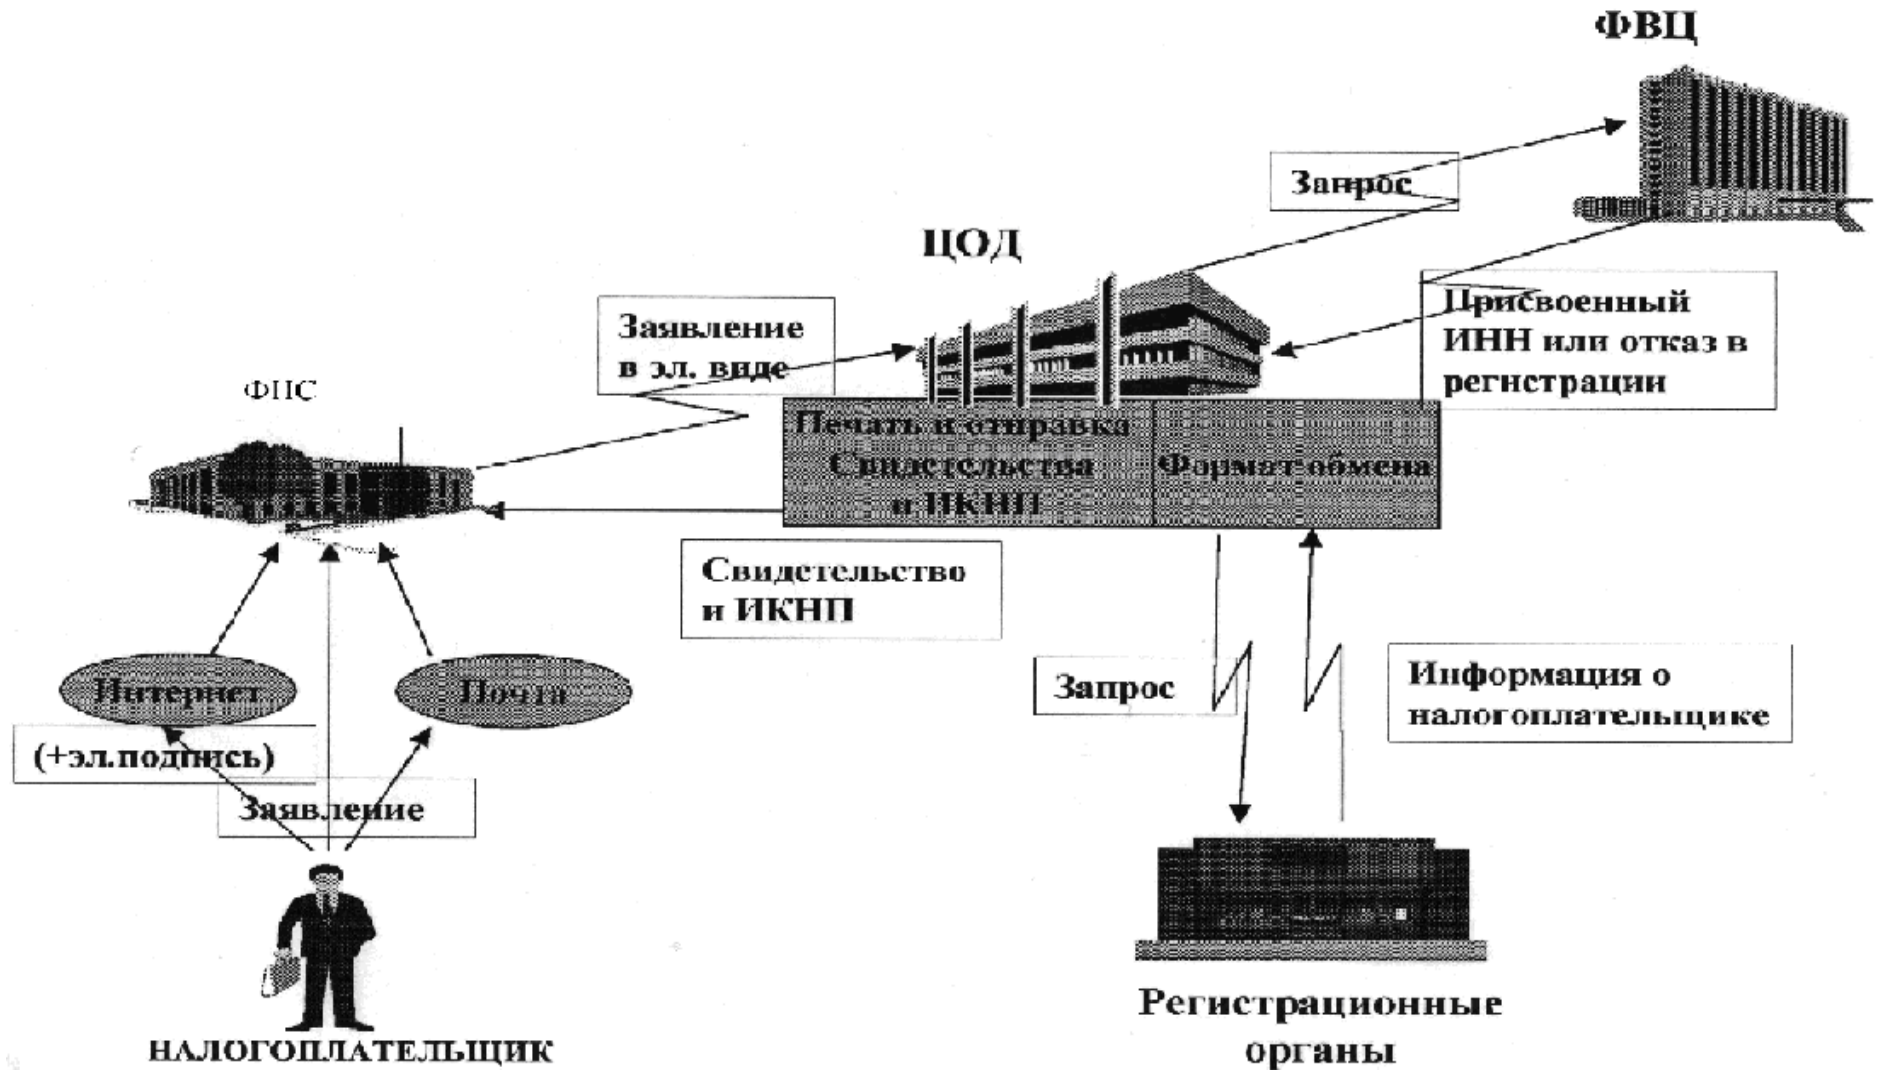 ФВЦ
Запрос
ЦОД
Присвоенный
ИНН или отказ в
регистрации
Заявление
в эл. виде
ФНС
Печать и отправка
Свидетельства
и ИКНП
Формат обмена
Свидетельство
и ИКНП
Интернет
Почта
(+эл.подпись)
Заявление
Запрос
Информация о
налогоплательщике
НАЛОГОПЛАТЕЛЬЩИК
Регистрационные
органы